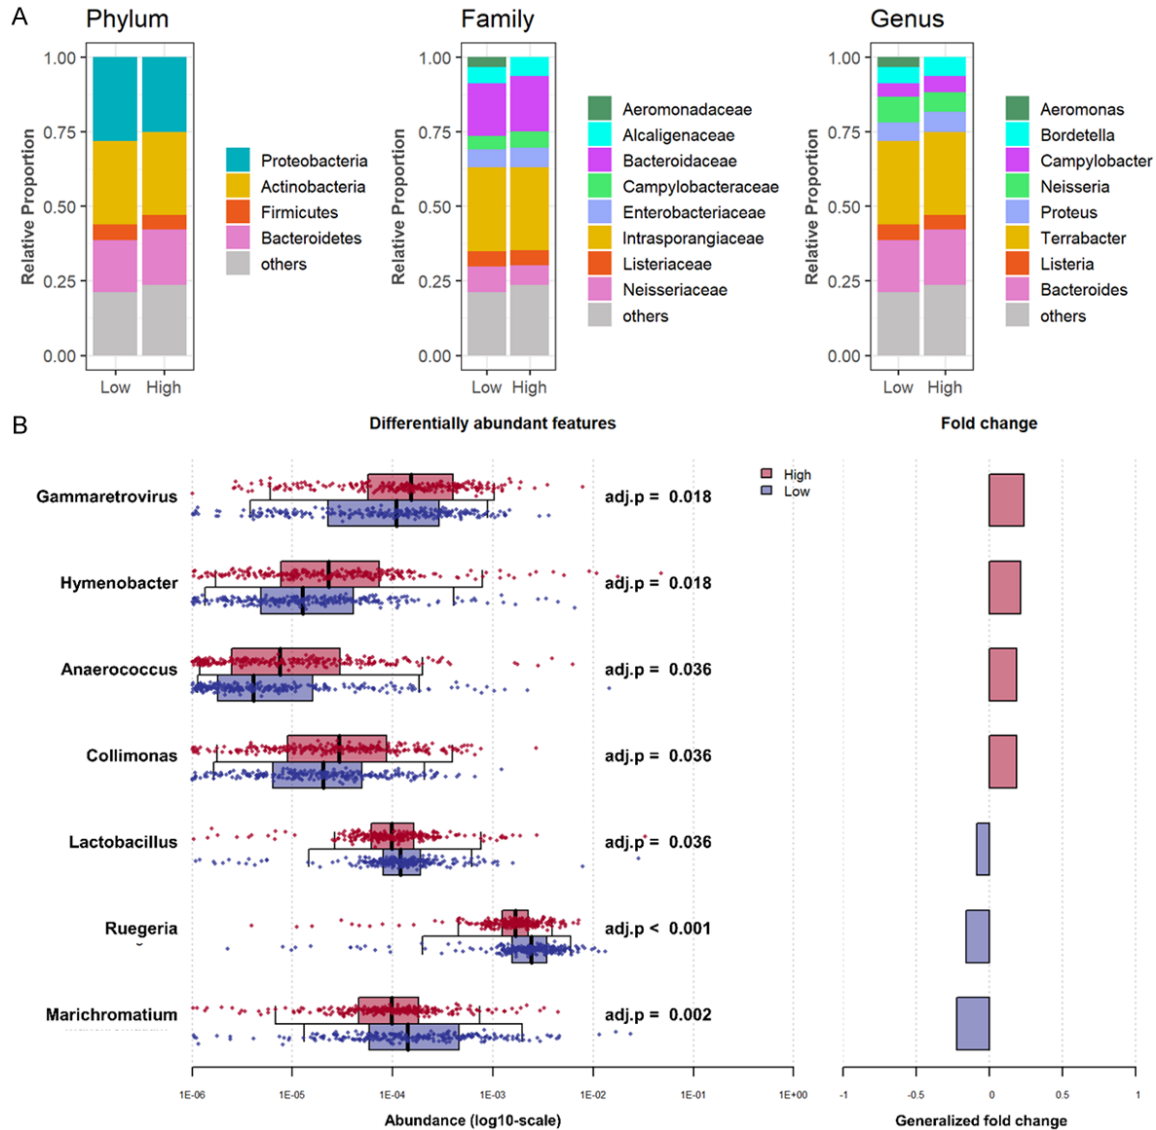 A
Phylum
Family
Genus
Relative Proportion
1.00
0.75
0.50
0.25
0.00
Low High
Proteobacteria
Actinobacteria
Firmicutes
Bacteroidetes
others
Relative Proportion
1.00
0.75
0.50
0.25
0.00
Low High
Aeromonadaceae
Alcaligenaceae
Bacteroidaceae
Campylobacteraceae
Enterobacteriaceae
Intrasporangiaceae
Listeriaceae
Neisseriaceae
others
Relative Proportion
1.00
0.75
0.50
0.25
0.00
Low High
Aeromonas
Bordetella
Campylobacter
Neisseria
Proteus
Terrabacter
Listeria
Bacteroides
others
B
Differentially abundant features
Fold change
High
Low
Gammaretrovirus
adj.p = 0.018
Hymenobacter
adj.p = 0.018
Anaerococcus
adj.p = 0.036
Collimonas
adj.p = 0.036
Lactobacillus
adj.p = 0.036
Ruegeria
adj.p < 0.001
Marichromatium
adj.p = 0.002
1E-06 1E-05 1E-04 1E-03 1E-02 1E-01 1E+00
Abundance (log10-scale)
-1 -0.5 0 0.5 1
Generalized fold change